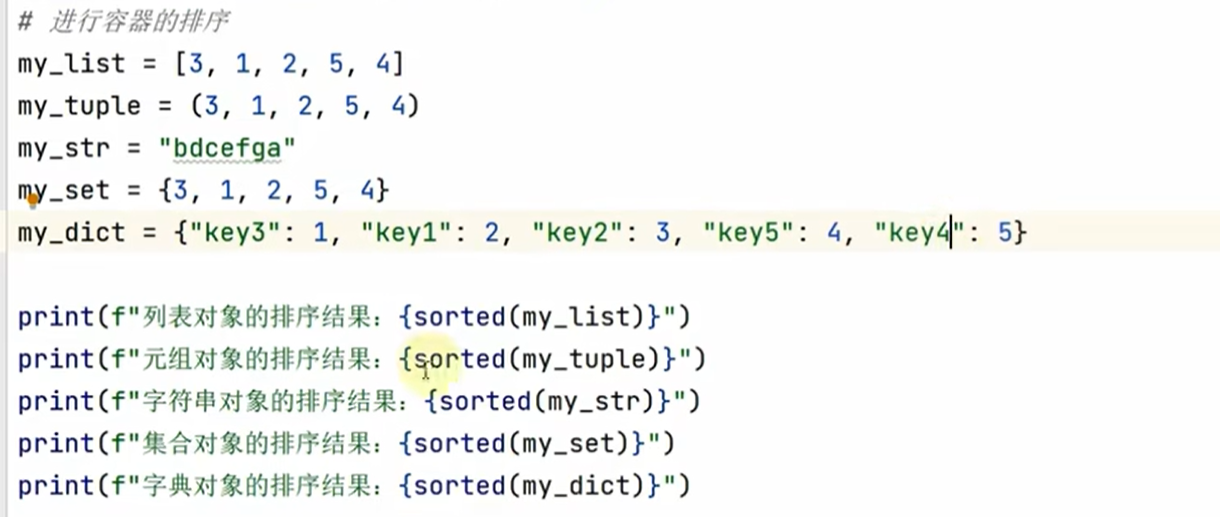 # 进行容器的排序
my_list = [3, 1, 2, 5, 4]
my_tuple = (3, 1, 2, 5, 4)
my_str = "bdcefga"
my_set = {3, 1, 2, 5, 4}
my_dict = {"key3": 1, "key1": 2, "key2": 3, "key5": 4, "key4": 5}
print(f"列表对象的排序结果：{sorted(my_list)}")
print(f"元组对象的排序结果：{sorted(my_tuple)}")
print(f"字符串对象的排序结果：{sorted(my_str)}")
print(f"集合对象的排序结果：{sorted(my_set)}")
print(f"字典对象的排序结果：{sorted(my_dict)}")